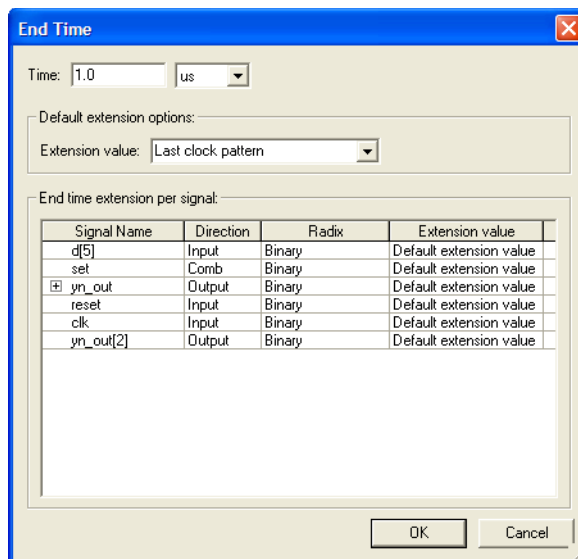 End Time
Time: 1.0 us
Default extension options:
Extension value: Last clock pattern
End time extension per signal:
Signal Name Direction Radix Extension value
d[5] Input Binary Default extension value
set Comb Binary Default extension value
yn_out Output Binary Default extension value
reset Input Binary Default extension value
clk Input Binary Default extension value
yn_out[2] Output Binary Default extension value
OK Cancel